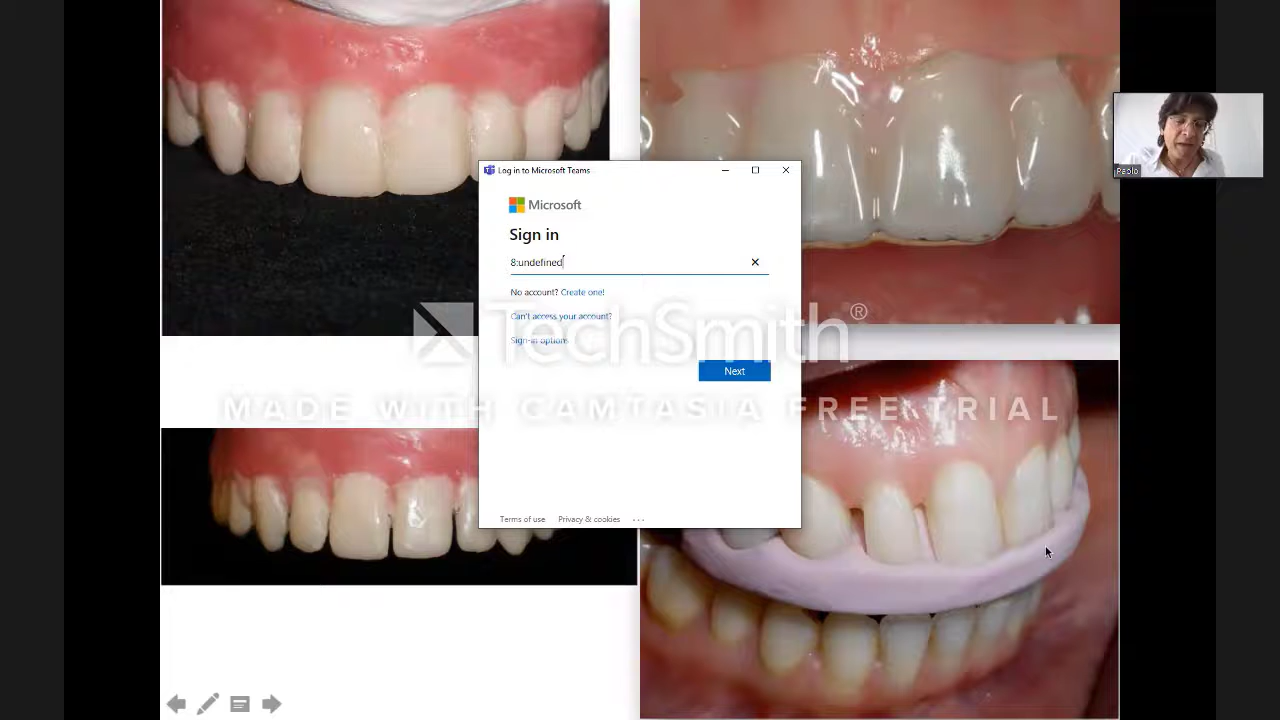 Log in to Microsoft Teams
Microsoft
Sign in
8:undefined
No account? Create one!
Can't access your account?
Sign-in options
Next
TechSmith®
MADE WITH CAMTASIA FREE TRIAL
Terms of use Privacy & cookies ...
Paolo